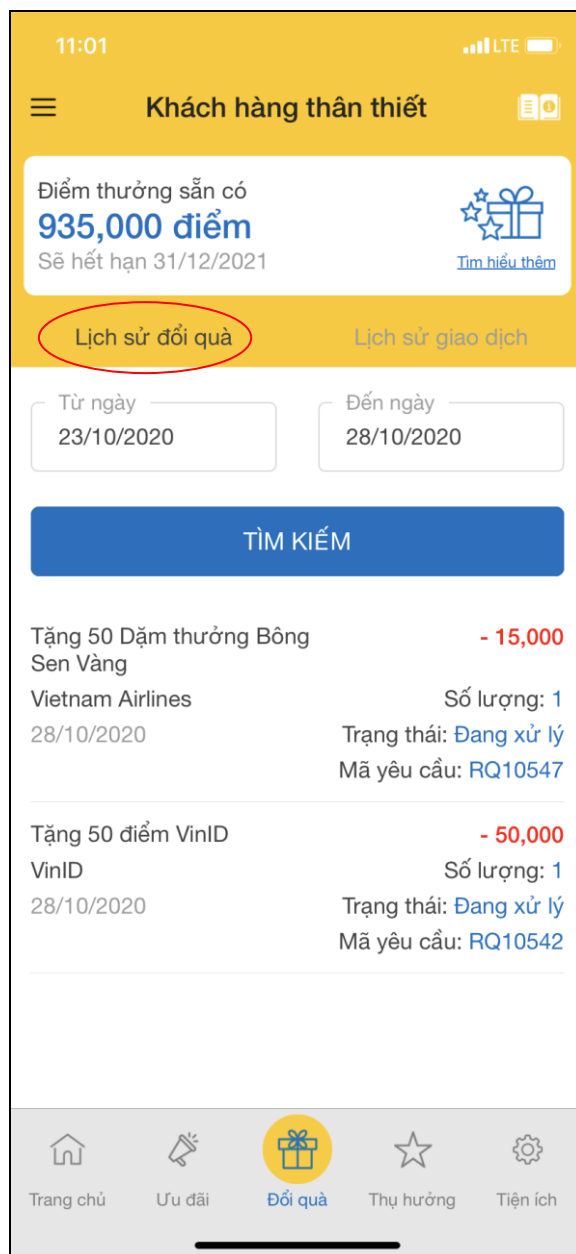 11:01
LTE
Khách hàng thân thiết
Điểm thưởng sẵn có
935,000 điểm
Sẽ hết hạn 31/12/2021
Tìm hiểu thêm
Lịch sử đổi quà
Lịch sử giao dịch
Từ ngày
23/10/2020
Đến ngày
28/10/2020
TÌM KIẾM
Tặng 50 Dặm thưởng Bông
Sen Vàng
- 15,000
Vietnam Airlines
Số lượng: 1
28/10/2020
Trạng thái: Đang xử lý
Mã yêu cầu: RQ10547
Tặng 50 điểm VinID
- 50,000
VinID
Số lượng: 1
28/10/2020
Trạng thái: Đang xử lý
Mã yêu cầu: RQ10542
Trang chủ
Ưu đãi
Đổi quà
Thụ hưởng
Tiện ích